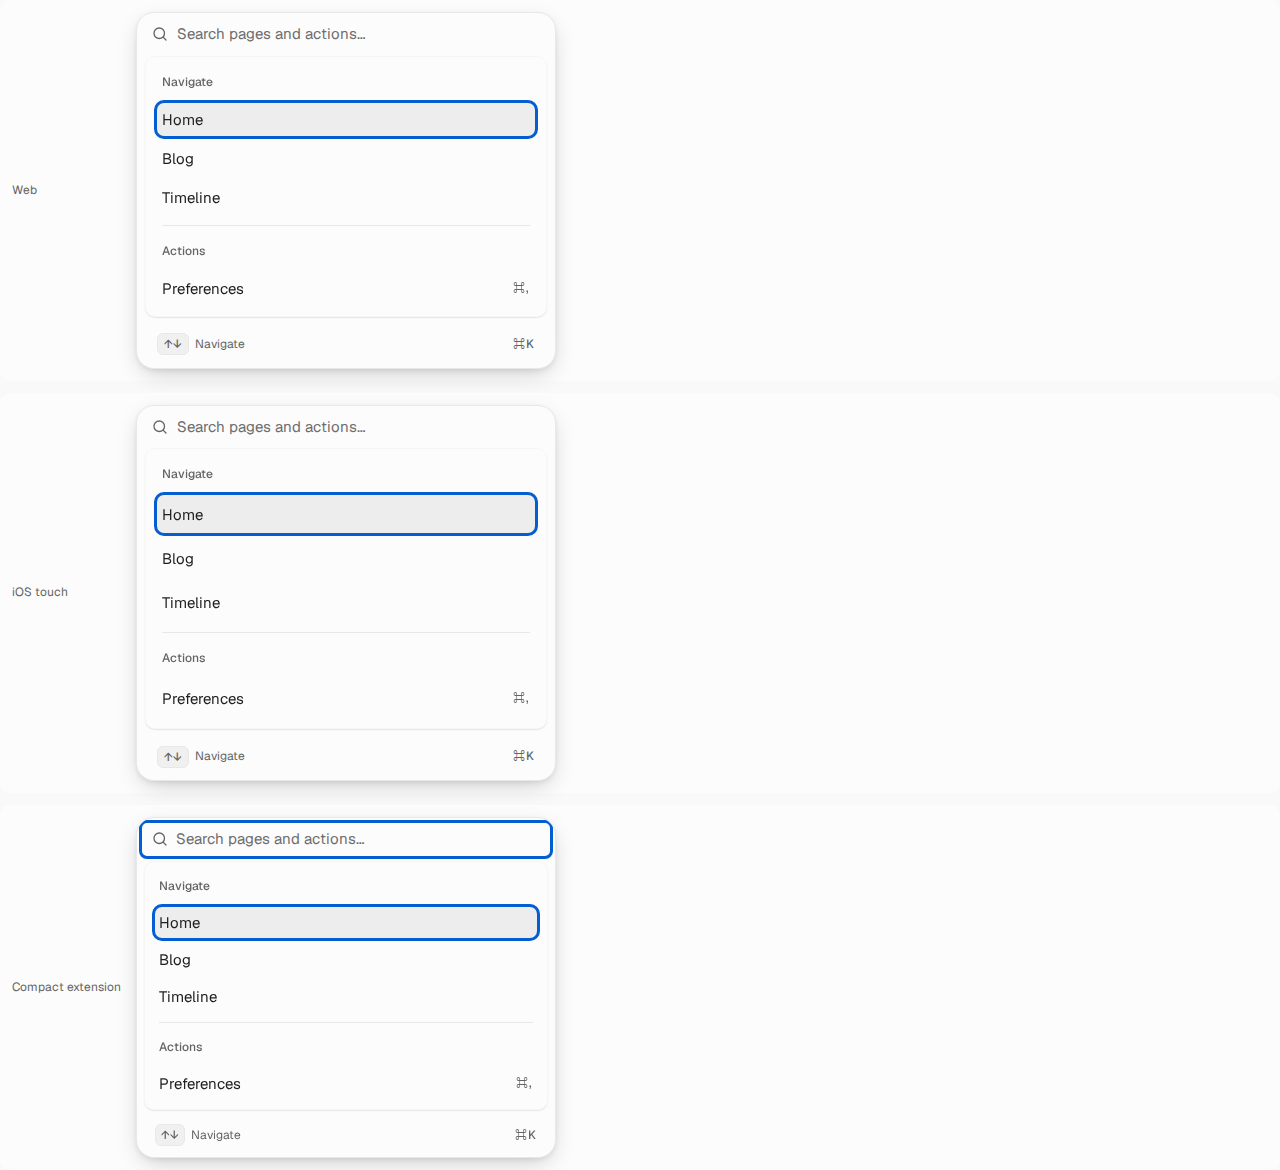 Web
Search pages and actions…
Navigate
Home
Blog
Timeline
Actions
Preferences ⌘,
↑↓ Navigate ⌘K
iOS touch
Search pages and actions…
Navigate
Home
Blog
Timeline
Actions
Preferences ⌘,
↑↓ Navigate ⌘K
Compact extension
Search pages and actions…
Navigate
Home
Blog
Timeline
Actions
Preferences ⌘,
↑↓ Navigate ⌘K